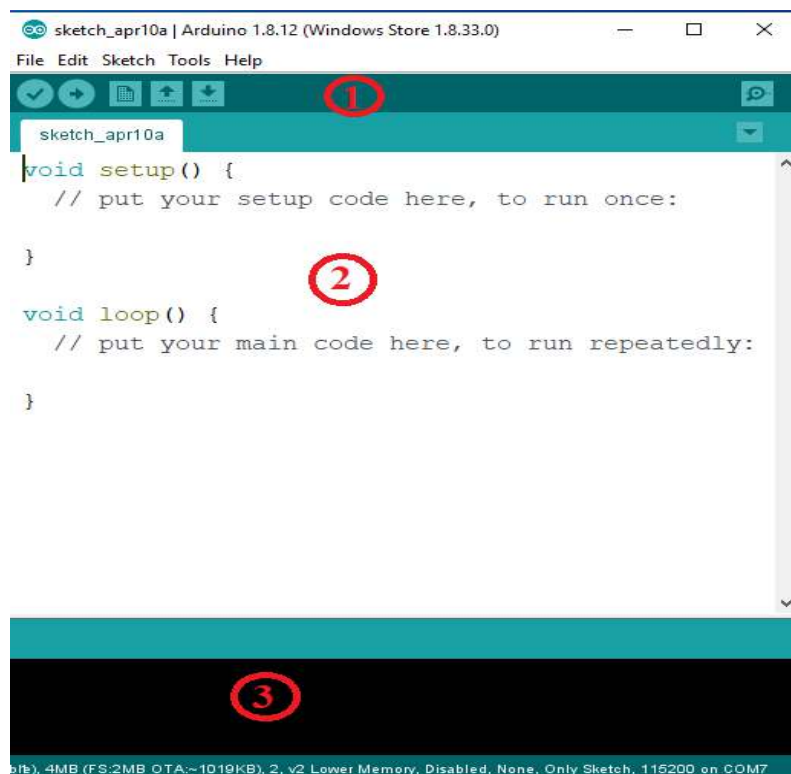 sketch_apr10a | Arduino 1.8.12 (Windows Store 1.8.33.0)
File Edit Sketch Tools Help
1
sketch_apr10a
void setup() {
// put your setup code here, to run once:
}
2
void loop() {
// put your main code here, to run repeatedly:
}
3
4MB (FS:2MB OTA:~1019KB), 2, v2 Lower Memory, Disabled, None, Only Sketch, 115200 on COM7